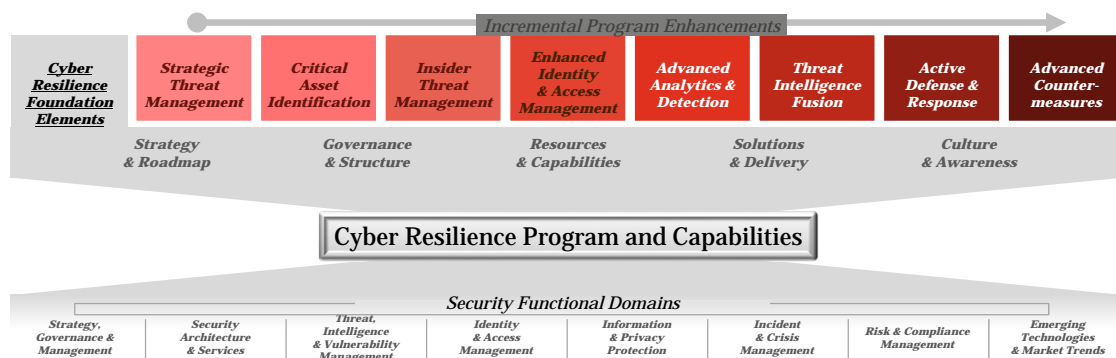 Incremental Program Enhancements
Cyber
Resilience
Foundation
Elements
Strategic
Threat
Management
Critical
Asset
Identification
Insider
Threat
Management
Enhanced
Identity
& Access
Management
Advanced
Analytics &
Detection
Threat
Intelligence
Fusion
Active
Defense &
Response
Advanced
Counter-
measures
Strategy
& Roadmap
Governance
& Structure
Resources
& Capabilities
Solutions
& Delivery
Culture
& Awareness
Cyber Resilience Program and Capabilities
Security Functional Domains
Strategy,
Governance &
Management
Security
Architecture
& Services
Threat,
Intelligence
& Vulnerability
Management
Identity
& Access
Management
Information
& Privacy
Protection
Incident
& Crisis
Management
Risk & Compliance
Management
Emerging
Technologies
& Market Trends